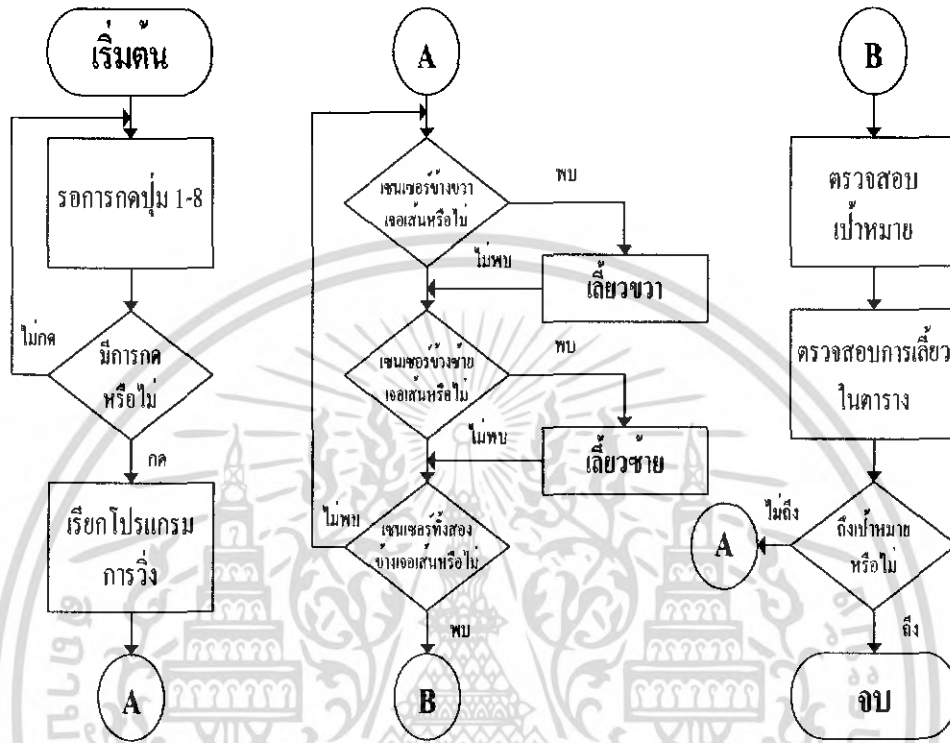 เริ่มต้น
รอการกดปุ่ม 1-8
ไม่กด
มีการกด
หรือไม่
กด
เรียกโปรแกรม
การวิ่ง
A
A
เซนเซอร์ข้างขวา
เจอเส้นหรือไม่
พบ
ไม่พบ
เลี้ยวขวา
เซนเซอร์ข้างซ้าย
เจอเส้นหรือไม่
พบ
ไม่พบ
เลี้ยวซ้าย
ไม่พบ
เซนเซอร์ทั้งสอง
ข้างเจอเส้นหรือไม่
พบ
B
B
ตรวจสอบ
เป้าหมาย
ตรวจสอบการเลี้ยว
ในตาราง
ไม่ถึง
A
ถึงเป้าหมาย
หรือไม่
ถึง
จบ